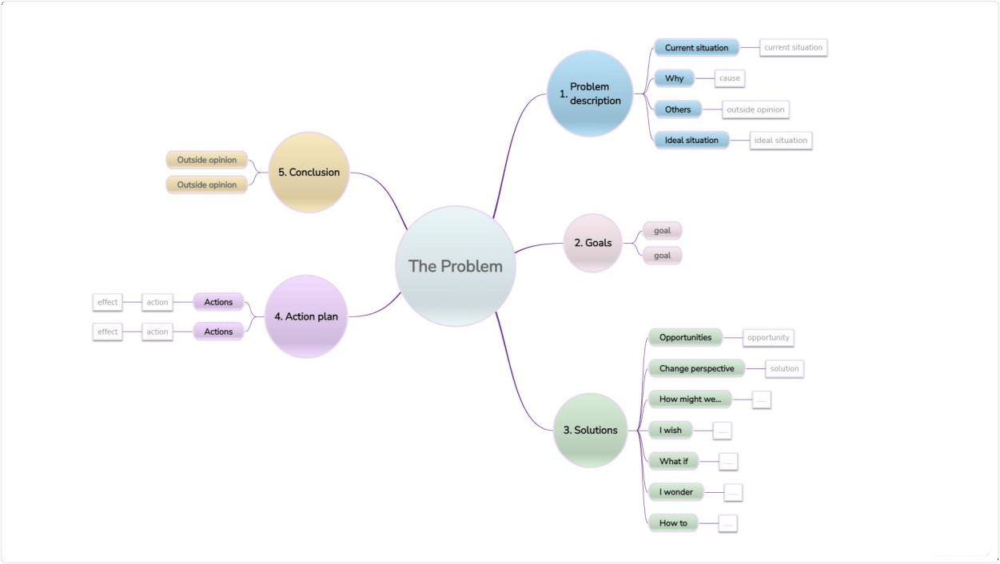 The Problem
1. Problem
description
Current situation
current situation
Why
cause
Others
outside opinion
Ideal situation
ideal situation
2. Goals
goal
goal
3. Solutions
Opportunities
opportunity
Change perspective
solution
How might we...
.....
I wish
.....
What if
.....
I wonder
.....
How to
.....
4. Action plan
Actions
action
effect
Actions
action
effect
5. Conclusion
Outside opinion
Outside opinion